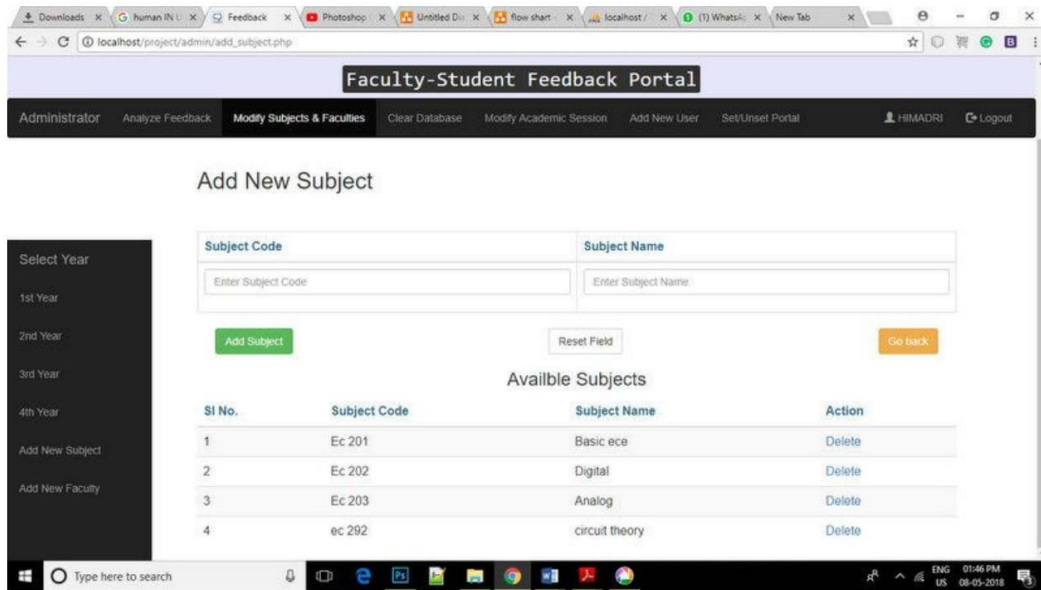 Downloads human IN U Feedback Photoshop Untitled Di flow shart localhost / (1) WhatsA New Tab
localhost/project/admin/add_subject.php
Faculty-Student Feedback Portal
Administrator Analyze Feedback Modify Subjects & Faculties Clear Database Modify Academic Session Add New User Set/Unset Portal HIMADRI Logout
Add New Subject
Select Year
1st Year
2nd Year
3rd Year
4th Year
Add New Subject
Add New Faculty
Subject Code Subject Name
Enter Subject Code Enter Subject Name
Add Subject Reset Field Go back
Availble Subjects
Sl No. Subject Code Subject Name Action
1 Ec 201 Basic ece Delete
2 Ec 202 Digital Delete
3 Ec 203 Analog Delete
4 ec 292 circuit theory Delete
Type here to search ENG 01:46 PM
US 08-05-2018